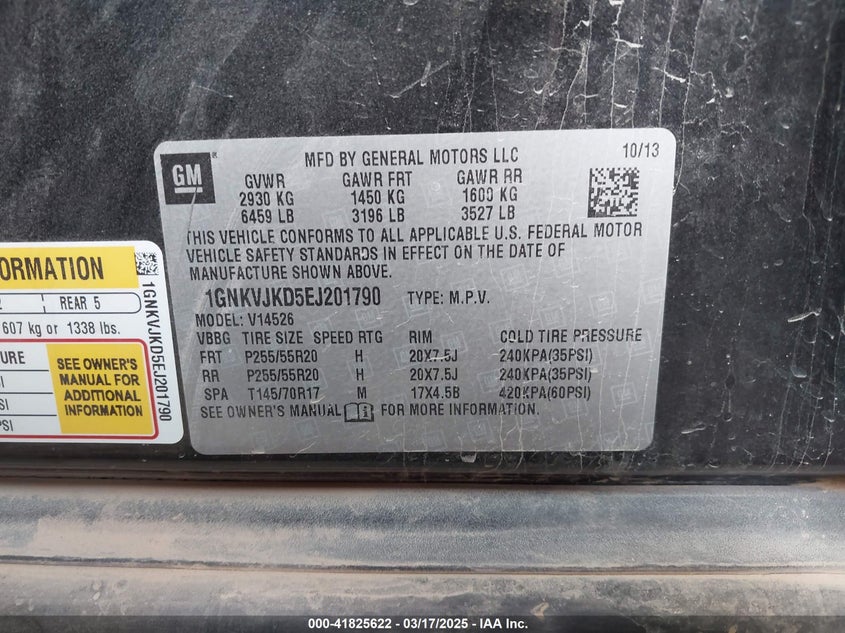 GM
MFD BY GENERAL MOTORS LLC
10/13
GVWR GAWR FRT GAWR RR
2930 KG 1450 KG 1600 KG
6459 LB 3196 LB 3527 LB
THIS VEHICLE CONFORMS TO ALL APPLICABLE U.S. FEDERAL MOTOR
VEHICLE SAFETY STANDARDS IN EFFECT ON THE DATE OF
MANUFACTURE SHOWN ABOVE.
1GNKVJKD5EJ201790 TYPE: M.P.V.
MODEL: V14526
VBBG TIRE SIZE SPEED RTG RIM COLD TIRE PRESSURE
FRT P255/55R20 H 20X7.5J 240KPA(35PSI)
RR P255/55R20 H 20X7.5J 240KPA(35PSI)
SPA T145/70R17 M 17X4.5B 420KPA(60PSI)
SEE OWNER'S MANUAL FOR MORE INFORMATION.
ORMATION
2 REAR 5
607 kg or 1338 lbs.
SEE OWNER'S
MANUAL FOR
ADDITIONAL
INFORMATION
1GNKVJKD5EJ201790
000-41825622 / 03/17/2025 / IAA Inc.